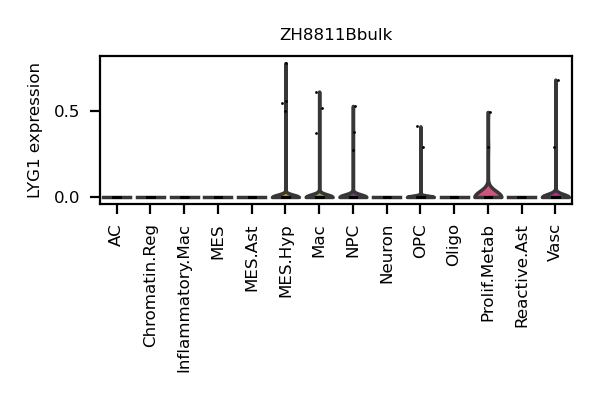 ZH8811Bbulk
LYG1 expression
0.5
0.0
AC
Chromatin.Reg
Inflammatory.Mac
MES
MES.Ast
MES.Hyp
Mac
NPC
Neuron
OPC
Oligo
Prolif.Metab
Reactive.Ast
Vasc